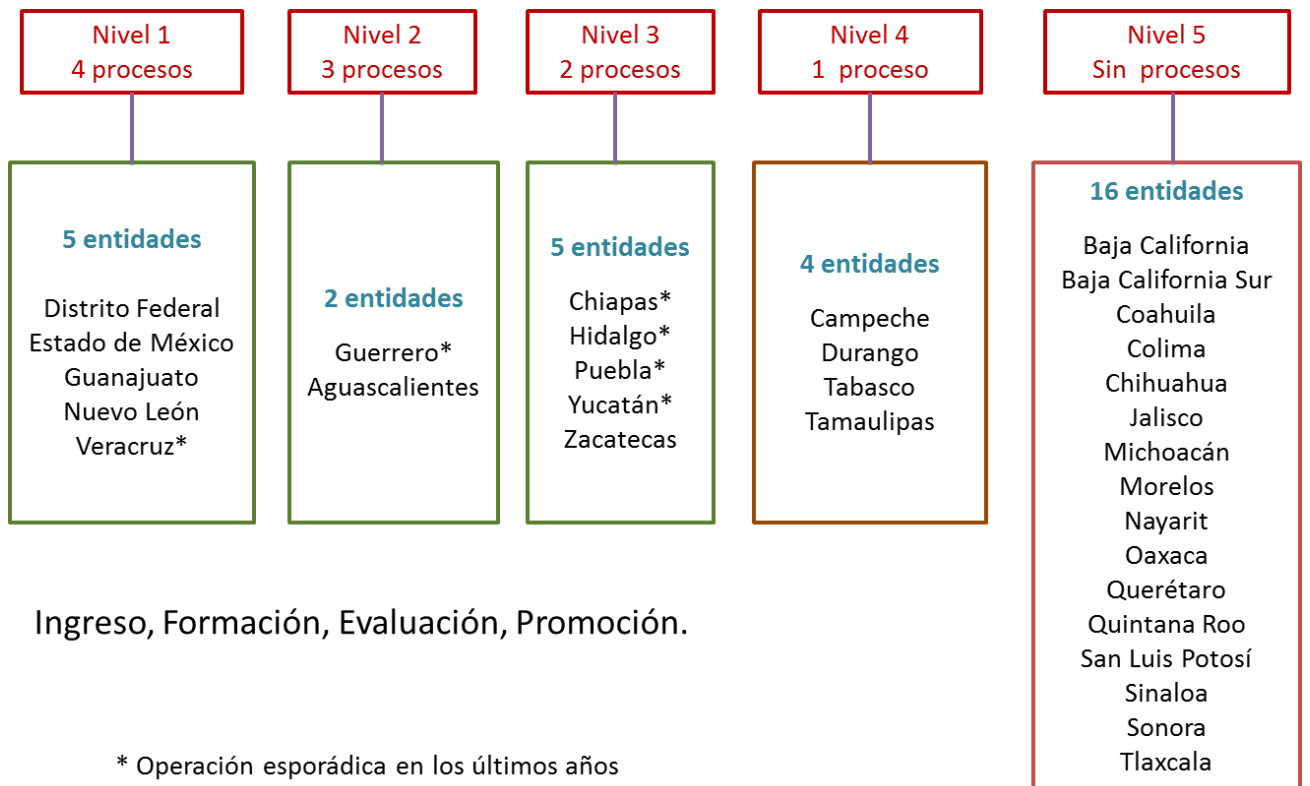 Nivel 1
4 procesos
Nivel 2
3 procesos
Nivel 3
2 procesos
Nivel 4
1 proceso
Nivel 5
Sin procesos
5 entidades
Distrito Federal
Estado de México
Guanajuato
Nuevo León
Veracruz*
2 entidades
Guerrero*
Aguascalientes
5 entidades
Chiapas*
Hidalgo*
Puebla*
Yucatán*
Zacatecas
4 entidades
Campeche
Durango
Tabasco
Tamaulipas
16 entidades
Baja California
Baja California Sur
Coahuila
Colima
Chihuahua
Jalisco
Michoacán
Morelos
Nayarit
Oaxaca
Querétaro
Quintana Roo
San Luis Potosí
Sinaloa
Sonora
Tlaxcala
Ingreso, Formación, Evaluación, Promoción.
* Operación esporádica en los últimos años